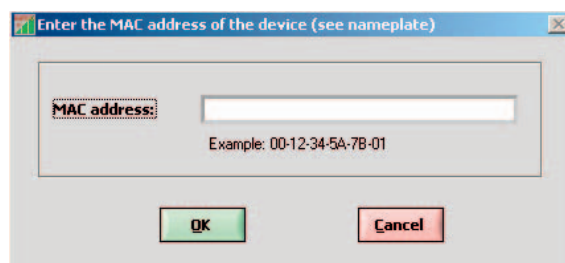 Enter the MAC address of the device (see nameplate)
MAC address:
Example: 00-12-34-5A-7B-01
OK
Cancel